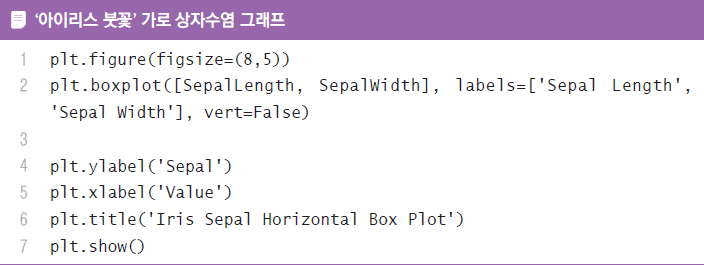 ‘아이리스 붓꽃’ 가로 상자수염 그래프
1 plt.figure(figsize=(8,5))
2 plt.boxplot([SepalLength, SepalWidth], labels=['Sepal Length',
'Sepal Width'], vert=False)
3
4 plt.ylabel('Sepal')
5 plt.xlabel('Value')
6 plt.title('Iris Sepal Horizontal Box Plot')
7 plt.show()